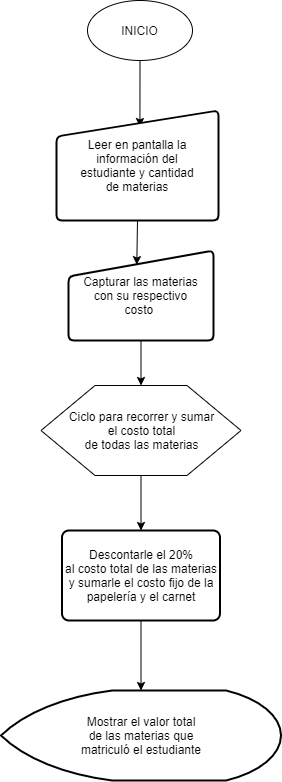 INICIO
Leer en pantalla la
información del
estudiante y cantidad
de materias
Capturar las materias
con su respectivo
costo
Ciclo para recorrer y sumar
el costo total
de todas las materias
Descontarle el 20%
al costo total de las materias
y sumarle el costo fijo de la
papelería y el carnet
Mostrar el valor total
de las materias que
matriculó el estudiante